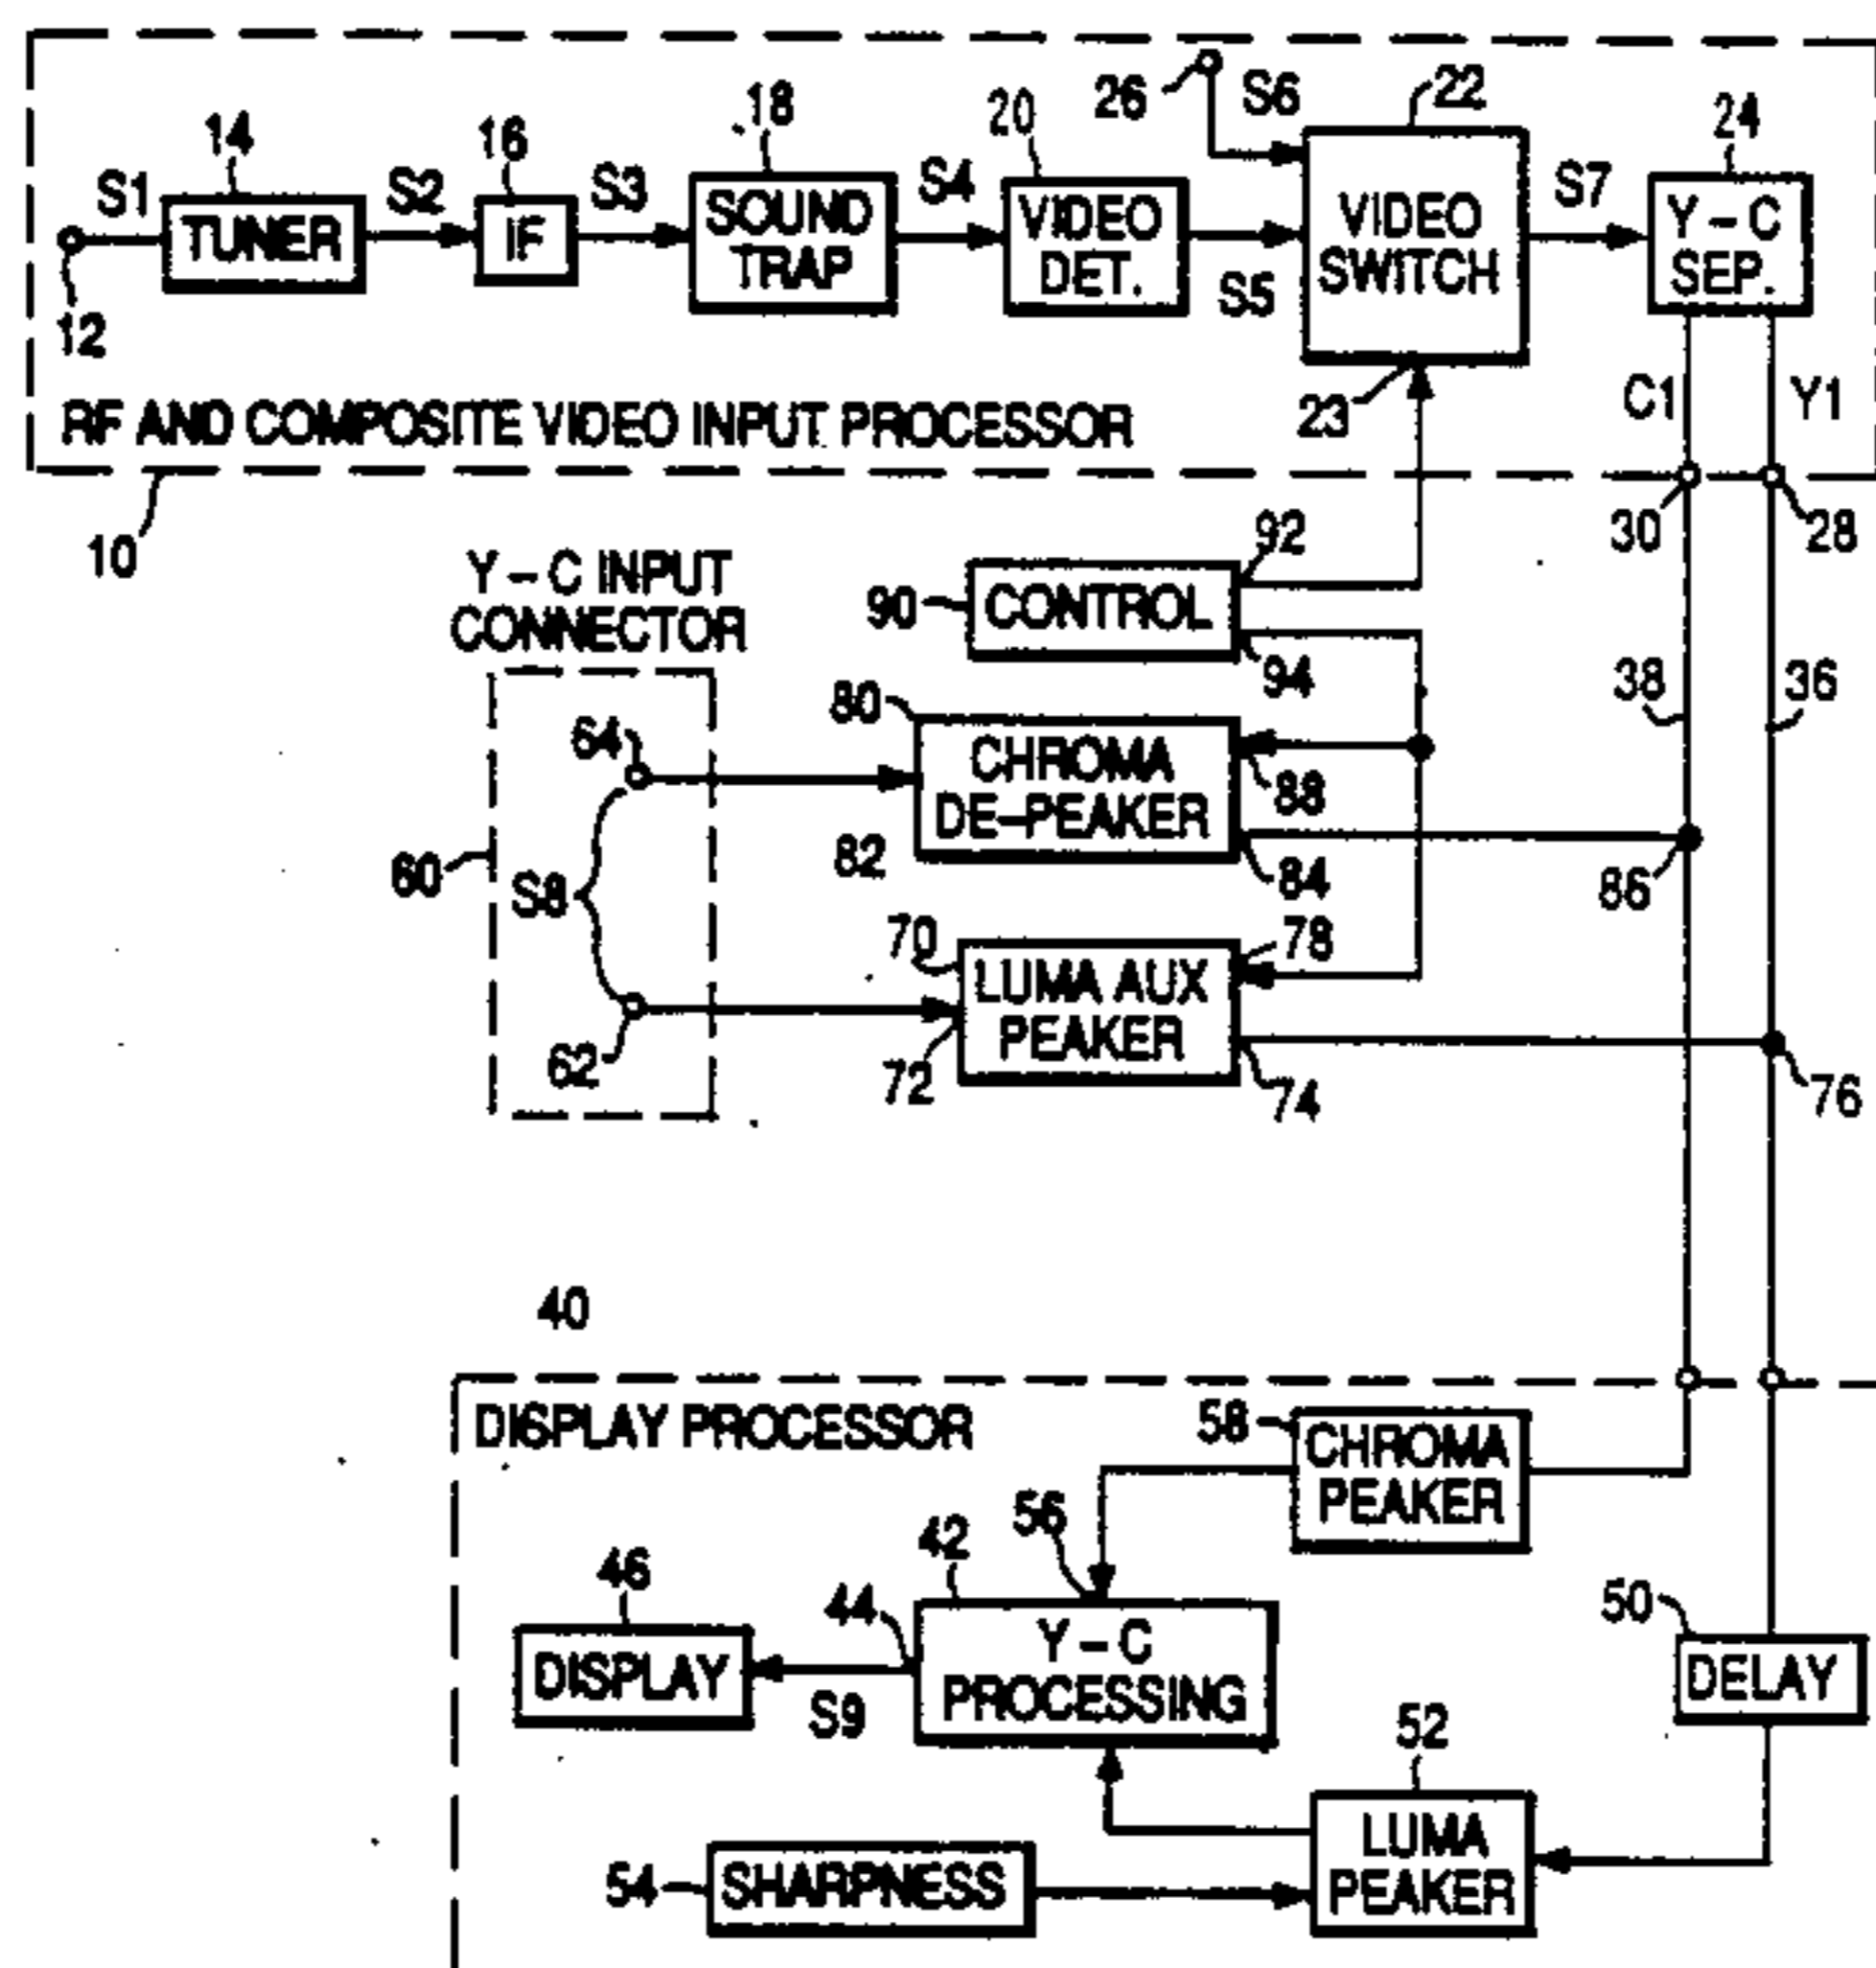 26
S6
22
18
20
24
14
16
S1
S2
S3
S4
S7
TUNER
IF
SOUND
TRAP
VIDEO
DET.
VIDEO
SWITCH
Y-C
SEP.
S5
12
23
C1
Y1
RF AND COMPOSITE VIDEO INPUT PROCESSOR
10
30
28
Y-C INPUT
CONNECTOR
92
90
CONTROL
94
38
36
80
64
CHROMA
DE-PEAKER
88
60
S8
82
84
86
70
78
LUMA AUX
PEAKER
62
72
74
76
40
DISPLAY PROCESSOR
58
CHROMA
PEAKER
56
42
46
44
50
DISPLAY
Y-C
PROCESSING
DELAY
S9
52
54
SHARPNESS
LUMA
PEAKER